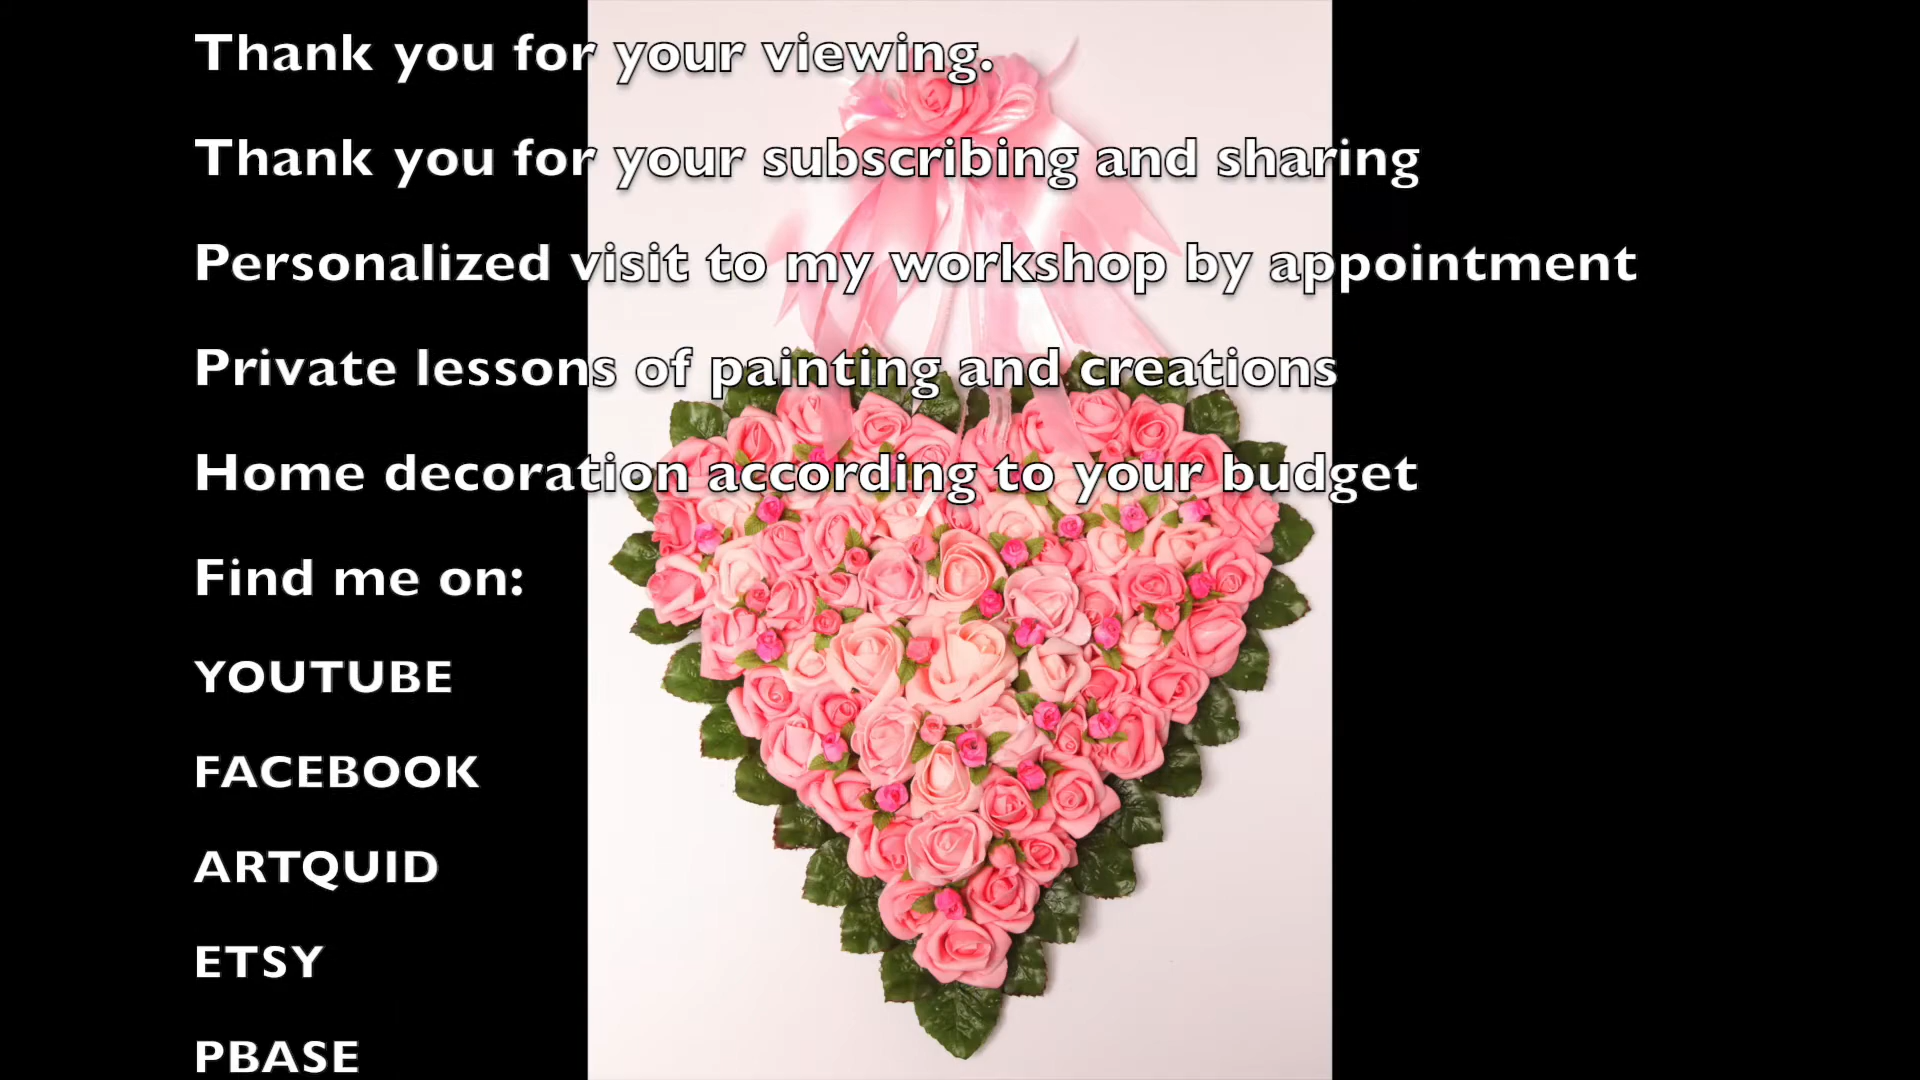 Thank you for your viewing.
Thank you for your subscribing and sharing
Personalized visit to my workshop by appointment
Private lessons of painting and creations
Home decoration according to your budget
Find me on:
YOUTUBE
FACEBOOK
ARTQUID
ETSY
PBASE